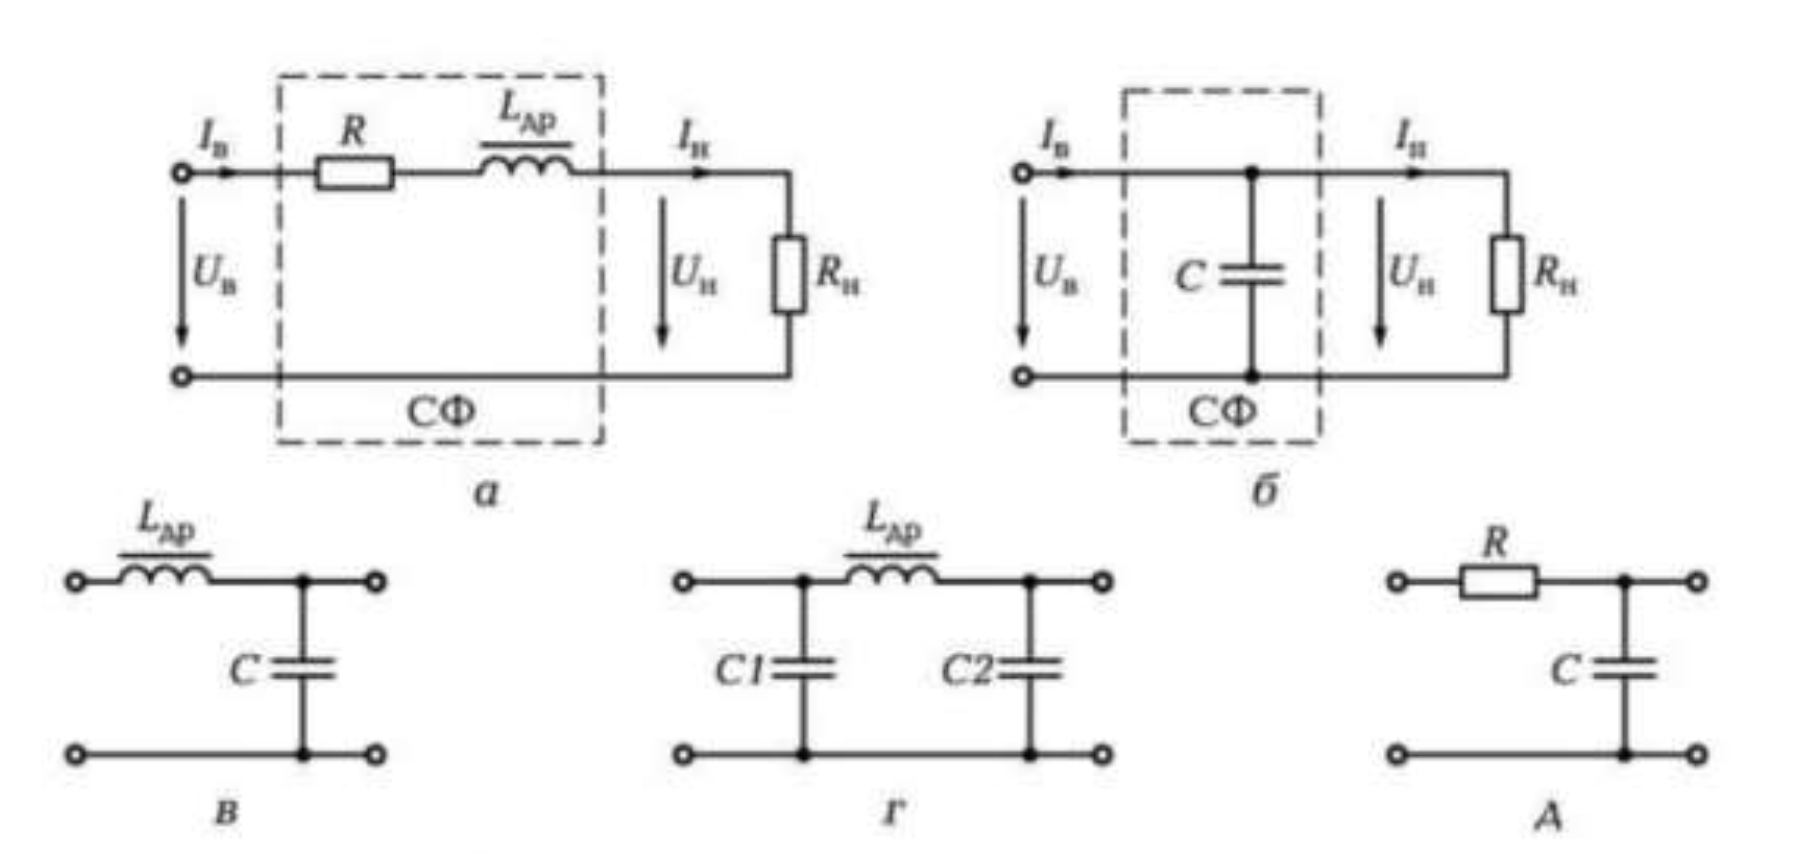 Iв R Lдр Iн
Uв Uн Rн
СФ
а
Iв Iн
Uв C Uн Rн
СФ
б
Lдр
C
в
Lдр
C1 C2
г
R
C
д